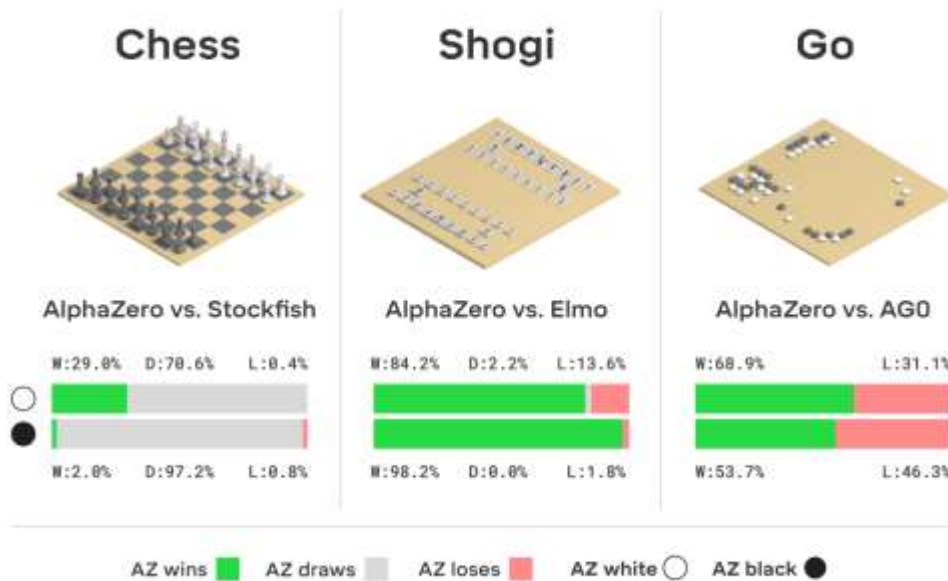 Chess
Shogi
Go
AlphaZero vs. Stockfish
AlphaZero vs. Elmo
AlphaZero vs. AG0
W:29.0% D:70.6% L:0.4%
W:84.2% D:2.2% L:13.6%
W:68.9% L:31.1%
W:2.0% D:97.2% L:0.8%
W:98.2% D:0.0% L:1.8%
W:53.7% L:46.3%
AZ wins AZ draws AZ loses AZ white AZ black